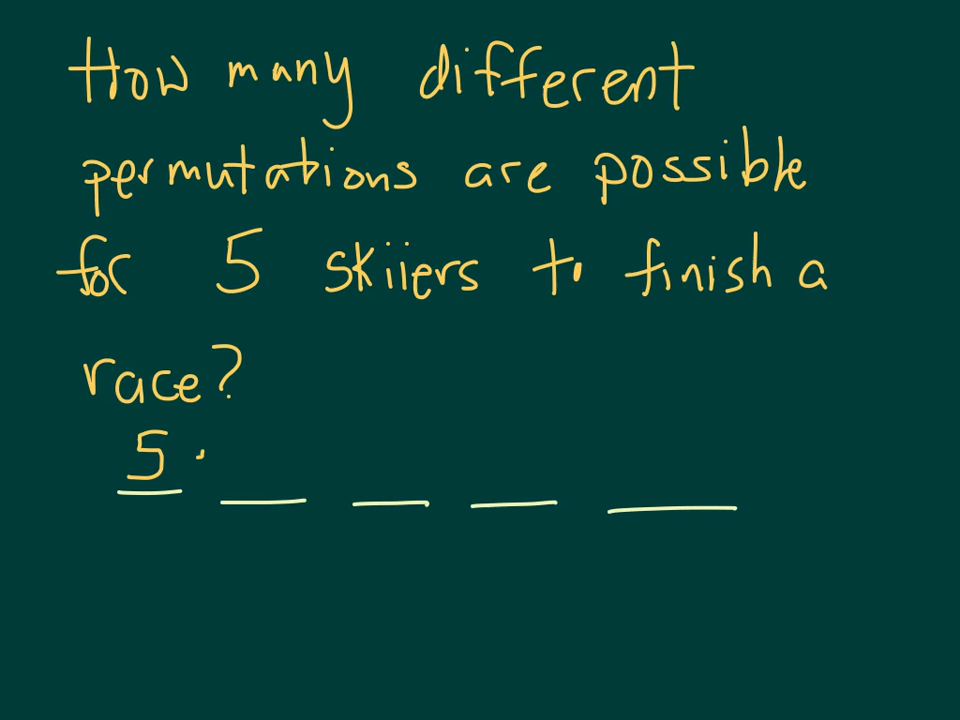 How many different
permutations are possible
for 5 skiiers to finish a
race?
5 · __ __ __ __